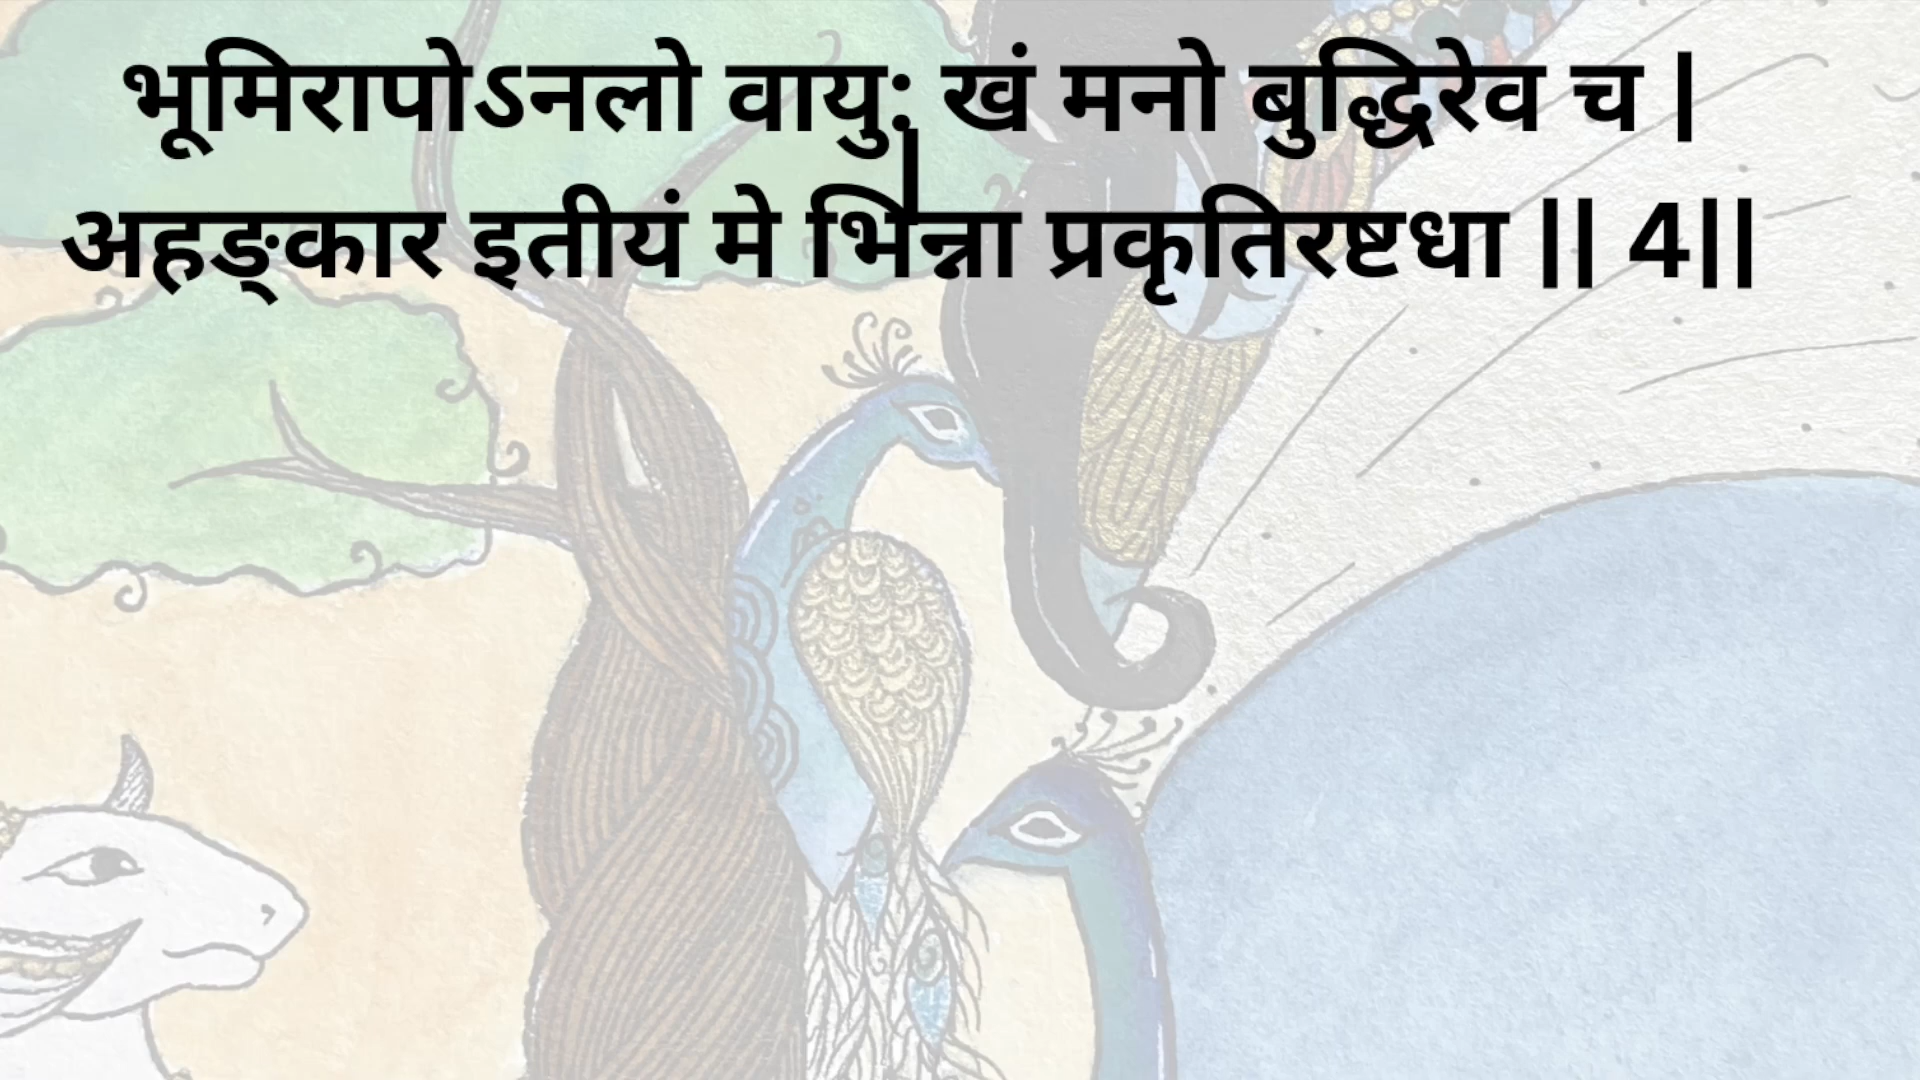 भूमिरापोऽनलो वायु: खं मनो बुद्धिरेव च |
|
अहङ्कार इतीयं मे भिन्ना प्रकृतिरष्टधा || 4||